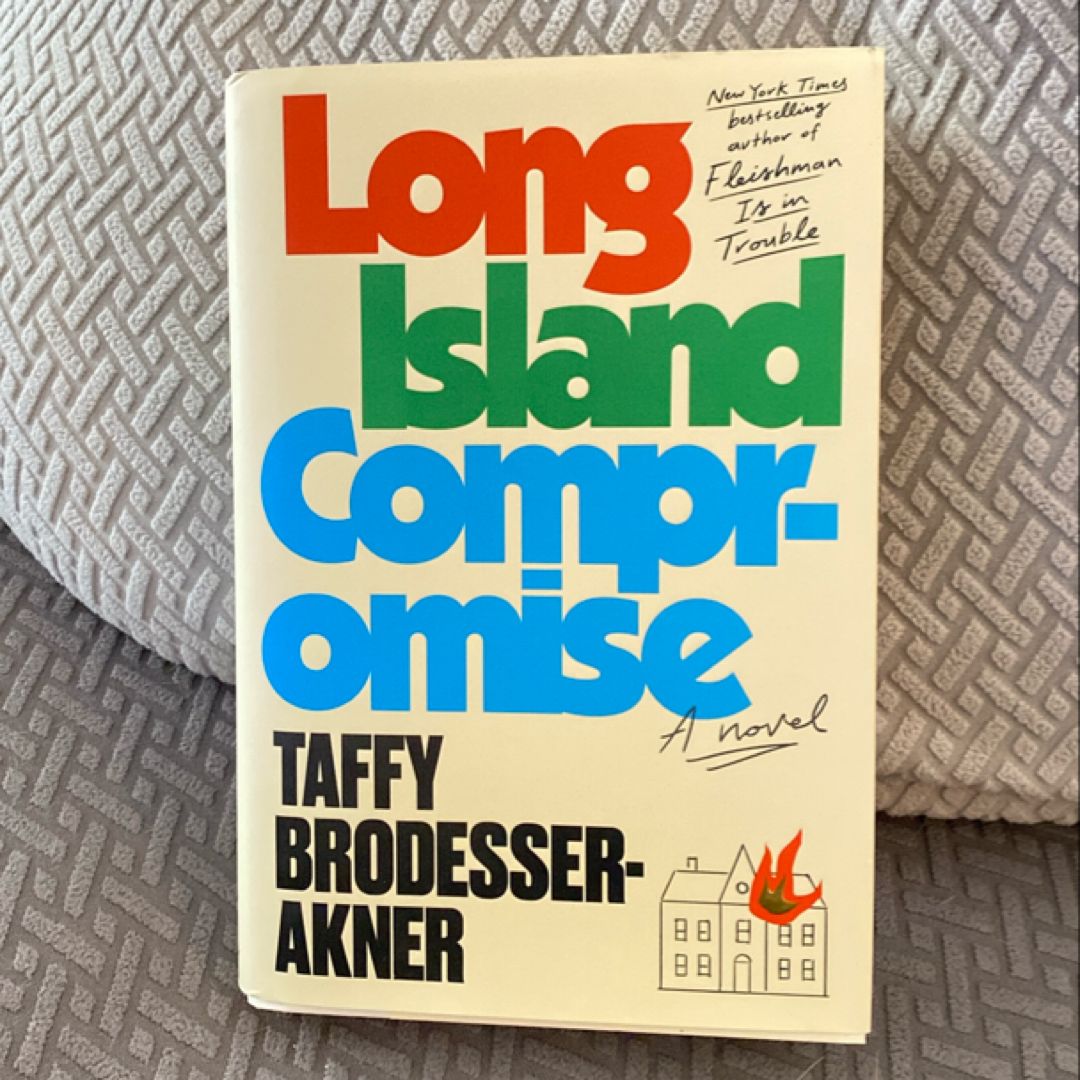 Long
New York Times
bestselling
author of
Fleishman
Is in
Trouble
Island
Compr-
omise
A novel
TAFFY
BRODESSER-
AKNER